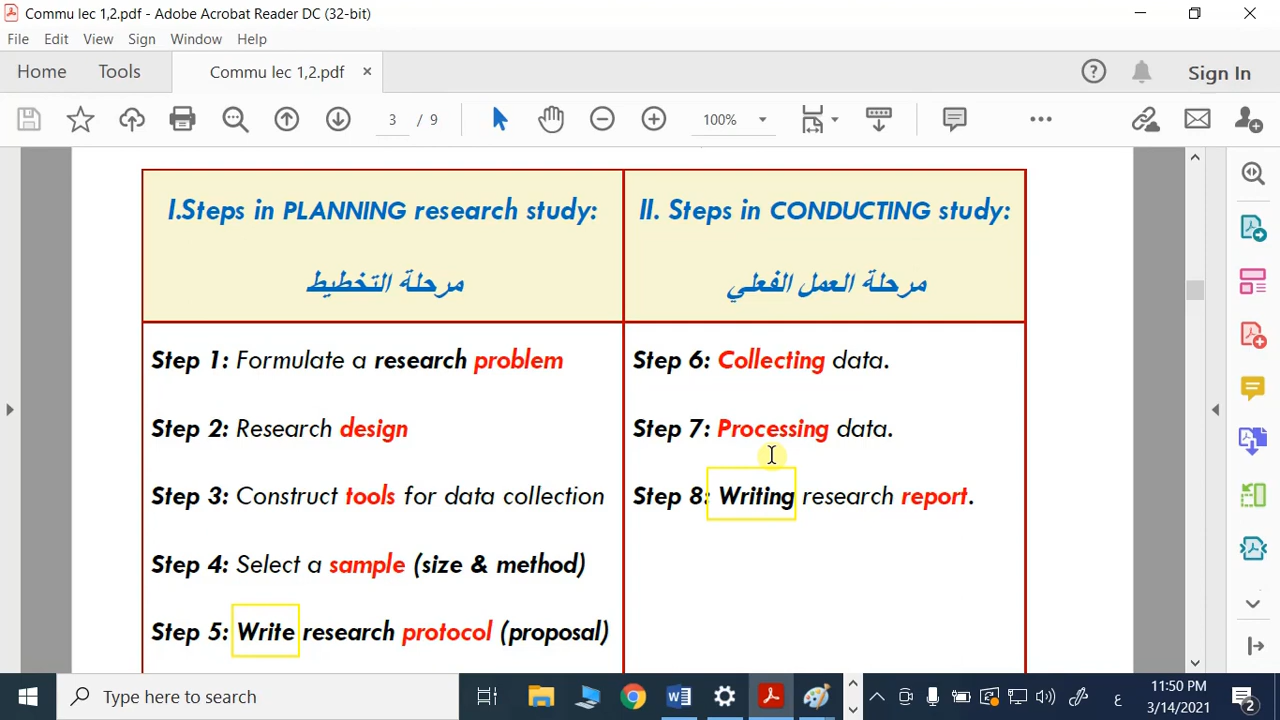 Commu lec 1,2.pdf - Adobe Acrobat Reader DC (32-bit)
File Edit View Sign Window Help
Home Tools Commu lec 1,2.pdf × Sign In
3 / 9 100%
I.Steps in PLANNING research study:
مرحلة التخطيط
Step 1: Formulate a research problem
Step 2: Research design
Step 3: Construct tools for data collection
Step 4: Select a sample (size & method)
Step 5: Write research protocol (proposal)
II. Steps in CONDUCTING study:
مرحلة العمل الفعلي
Step 6: Collecting data.
Step 7: Processing data.
Step 8: Writing research report.
Type here to search
ع
11:50 PM
3/14/2021
2